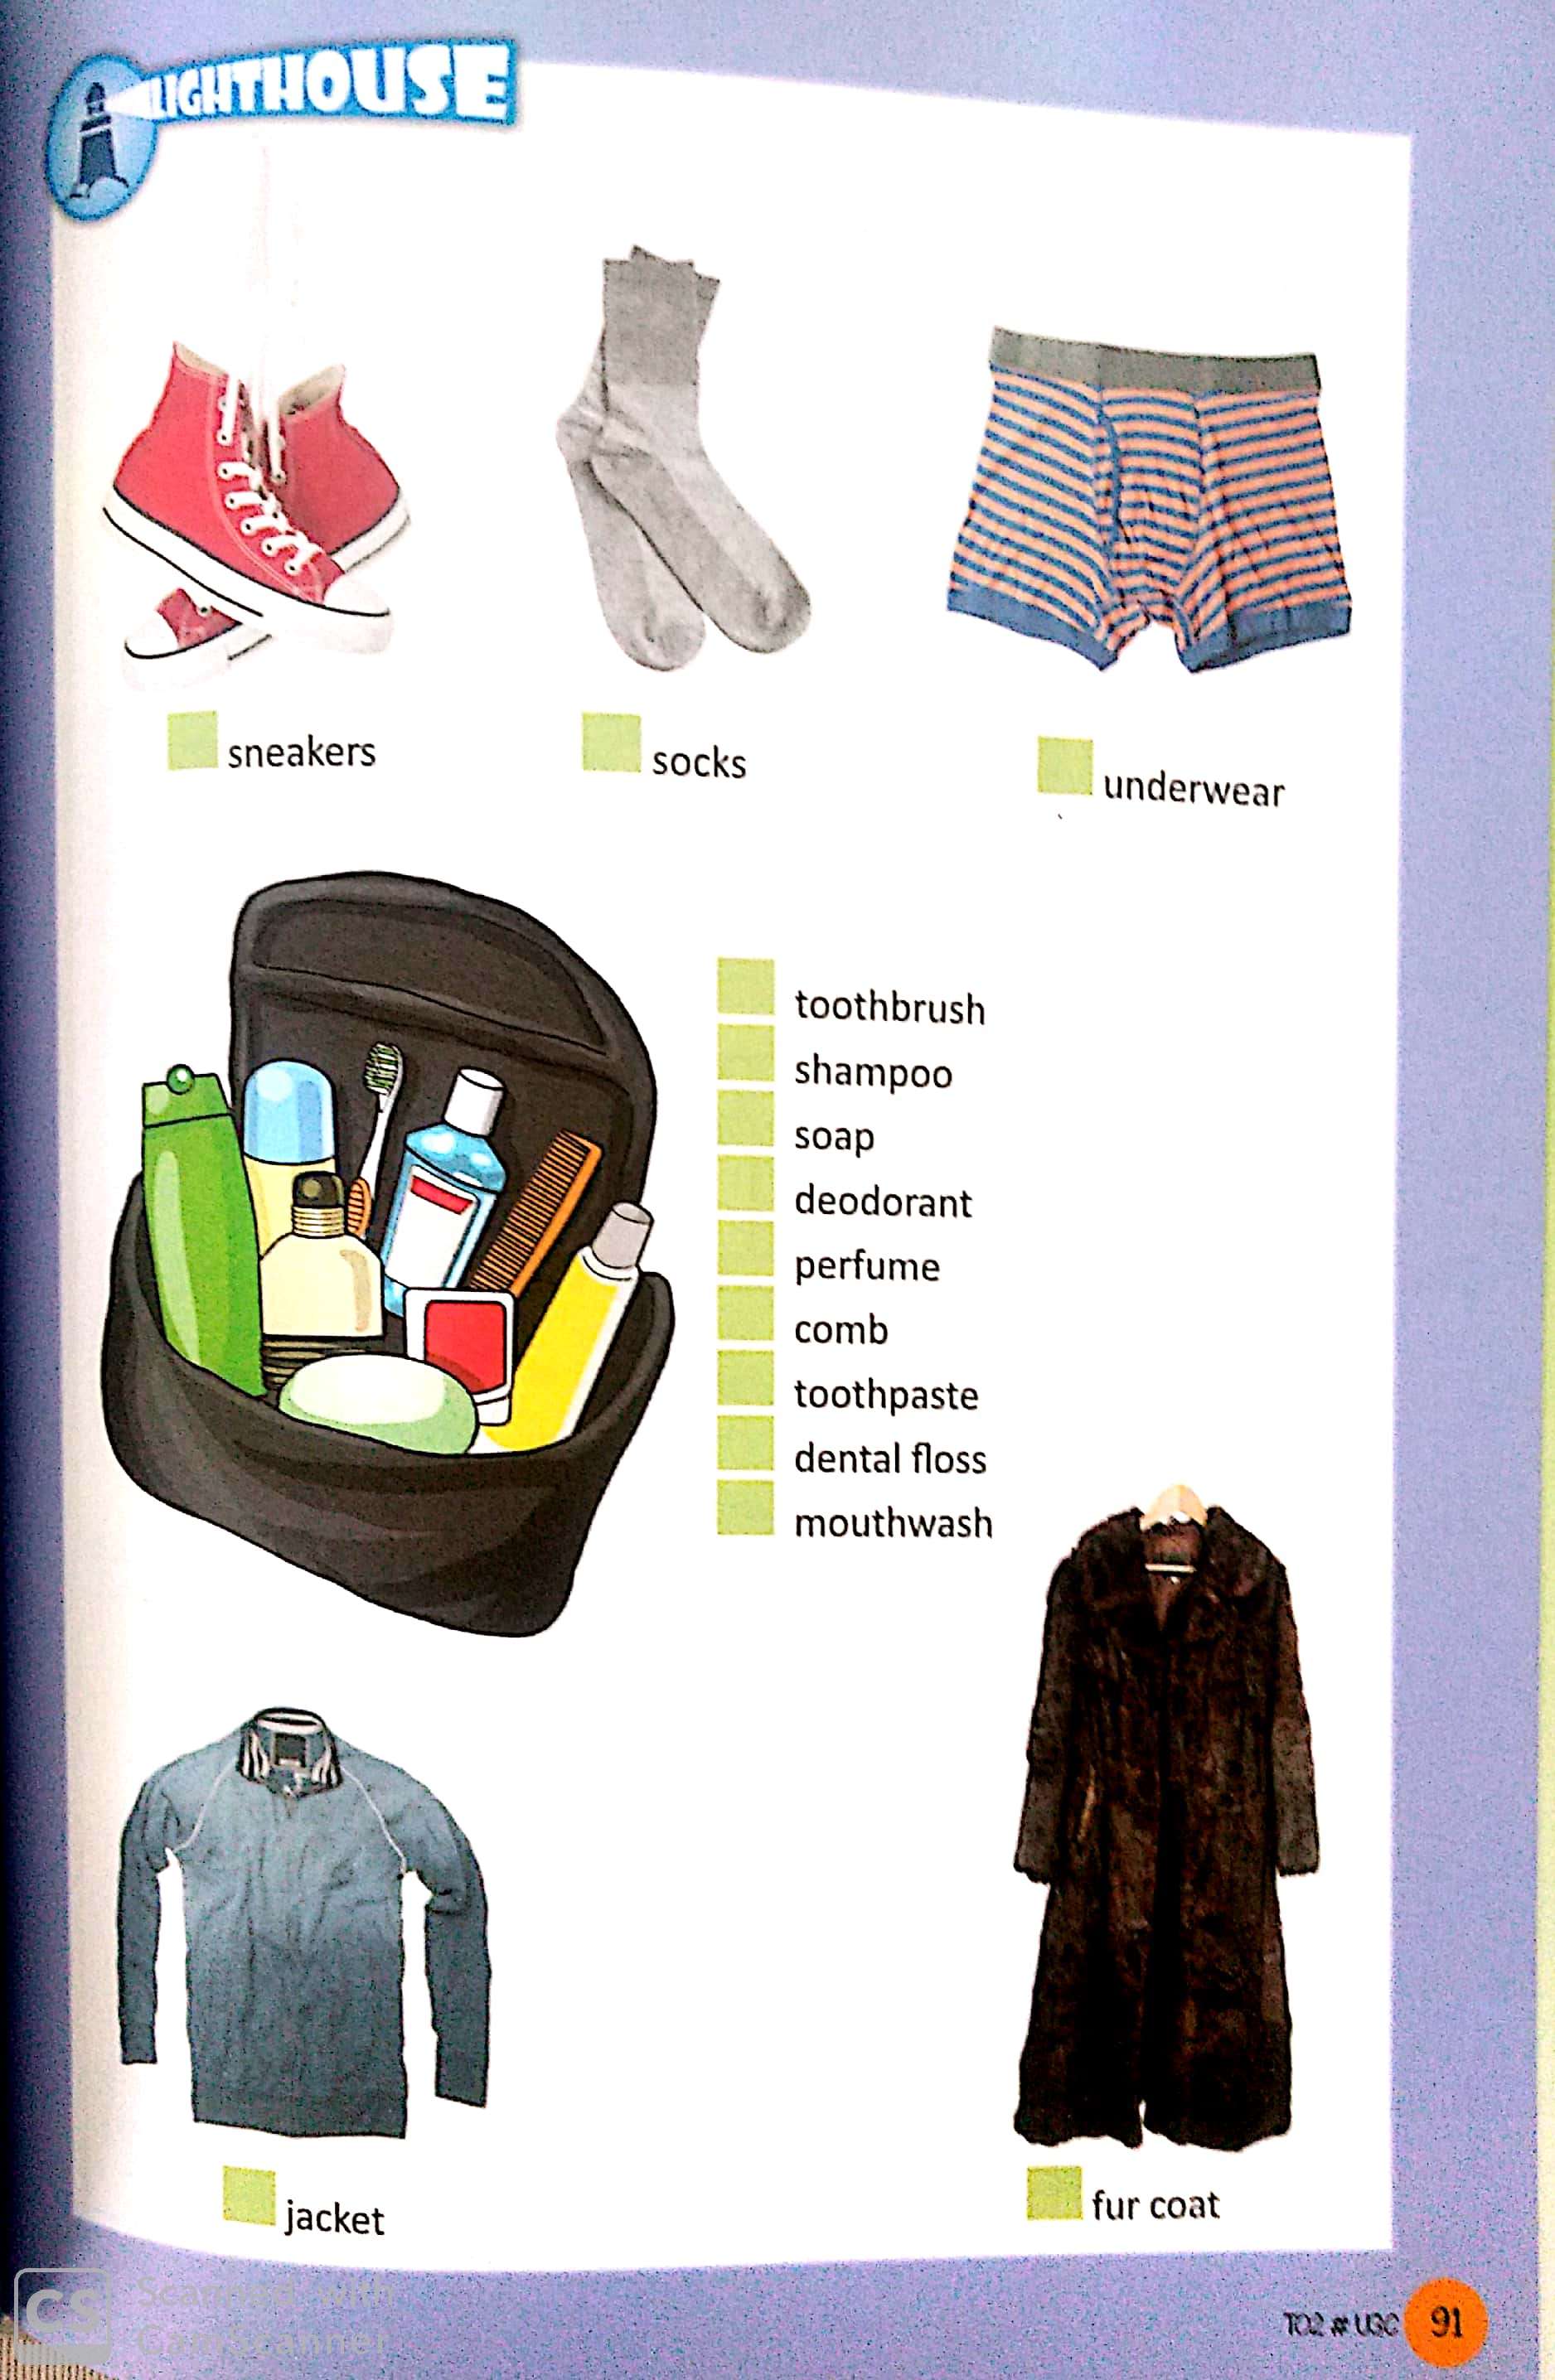 LIGHTHOUSE
sneakers
socks
underwear
toothbrush
shampoo
soap
deodorant
perfume
comb
toothpaste
dental floss
mouthwash
jacket
fur coat
CS
Scanned with
CamScanner
TO2 # U3C 91